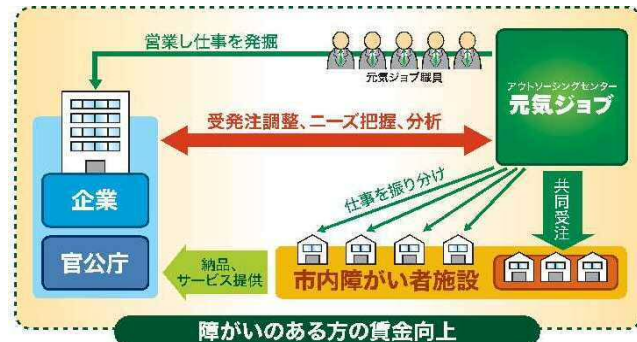 営業し仕事を発掘
元気ジョブ職員
アウトソーシングセンター
元気ジョブ
受発注調整、ニーズ把握、分析
企業
官公庁
仕事を振り分け
共同受注
納品、
サービス提供
市内障がい者施設
障がいのある方の賃金向上